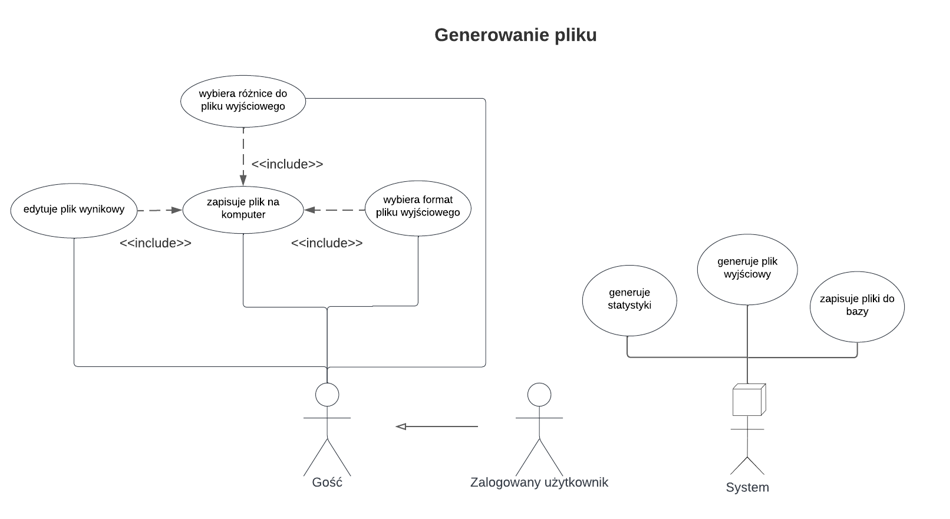 Generowanie pliku
wybiera różnice do
pliku wyjściowego
<<include>>
edytuje plik wynikowy
zapisuje plik na
komputer
wybiera format
pliku wyjściowego
<<include>>
<<include>>
generuje
statystyki
generuje plik
wyjściowy
zapisuje pliki do
bazy
Gość
Zalogowany użytkownik
System